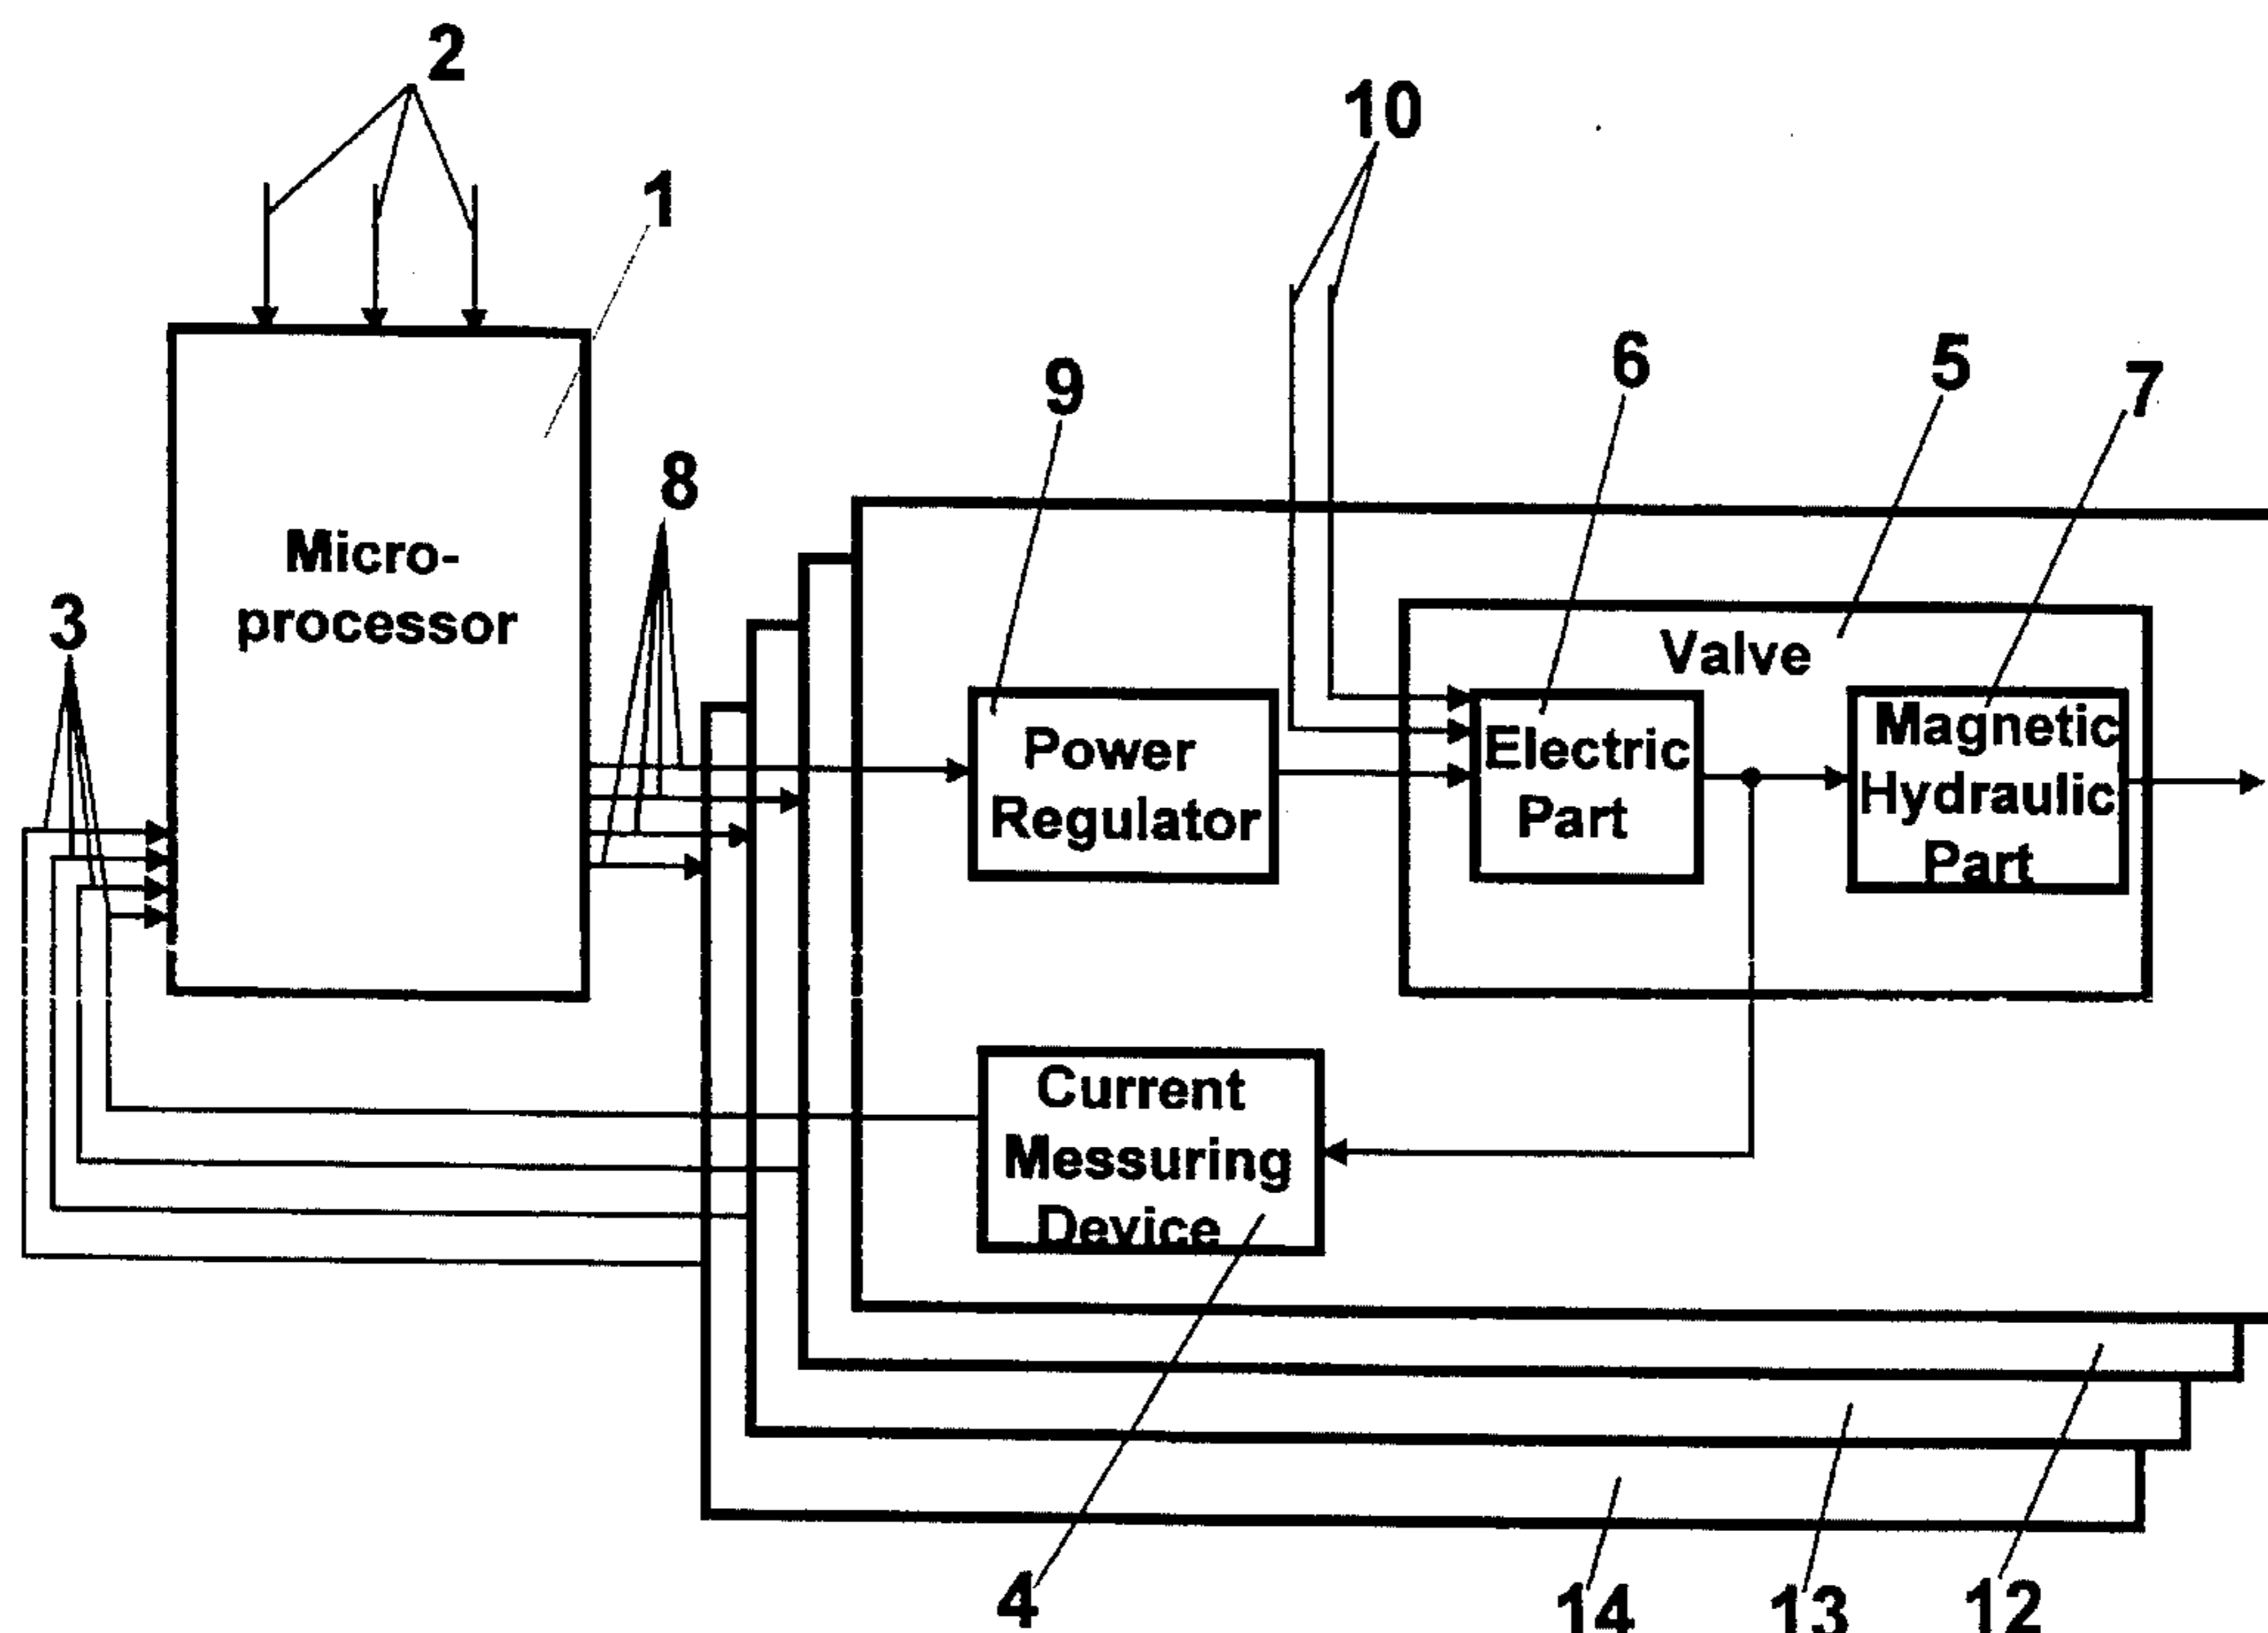 2
10
1
6
5
7
9
8
Micro-
processor
3
Valve
Power
Regulator
Electric
Part
Magnetic
Hydraulic
Part
Current
Messuring
Device
4
14
13
12